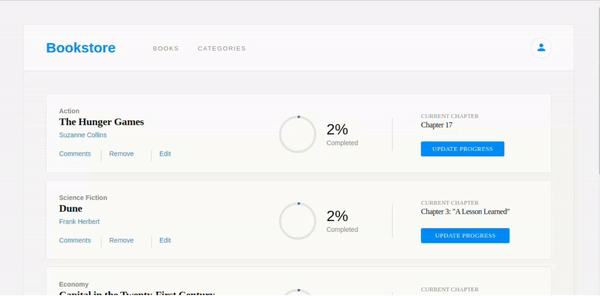 Bookstore
BOOKS
CATEGORIES
Action
The Hunger Games
Suzanne Collins
Comments
Remove
Edit
2%
Completed
CURRENT CHAPTER
Chapter 17
UPDATE PROGRESS
Science Fiction
Dune
Frank Herbert
Comments
Remove
Edit
2%
Completed
CURRENT CHAPTER
Chapter 3: "A Lesson Learned"
UPDATE PROGRESS
Economy
Capital in the Twenty-First Century
CURRENT CHAPTER